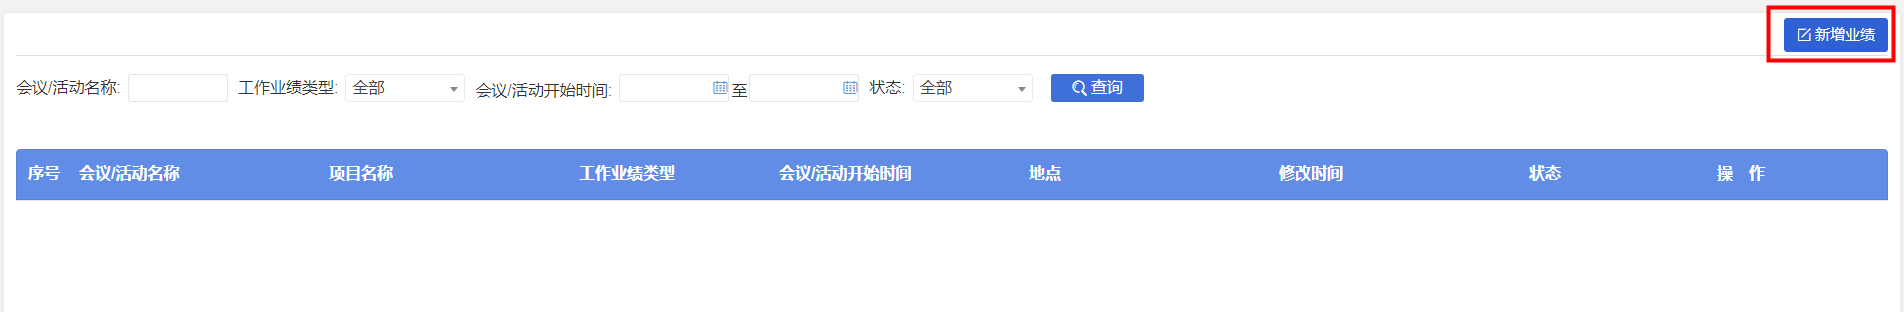 新增业绩
会议/活动名称: 工作业绩类型: 全部 会议/活动开始时间: 至 状态: 全部 查询
序号 会议/活动名称 项目名称 工作业绩类型 会议/活动开始时间 地点 修改时间 状态 操 作